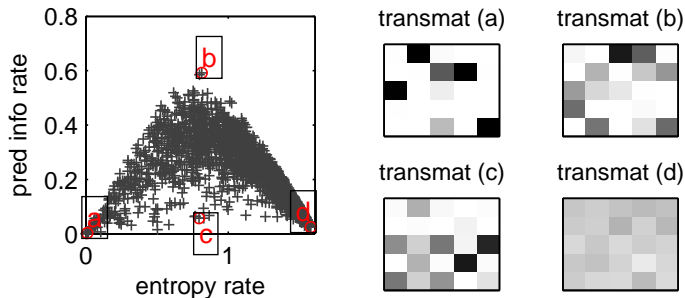 transmat (a)
transmat (b)
0.8
0.6
0.4
0.2
0
pred info rate
b
a
d
c
0
1
entropy rate
transmat (c)
transmat (d)